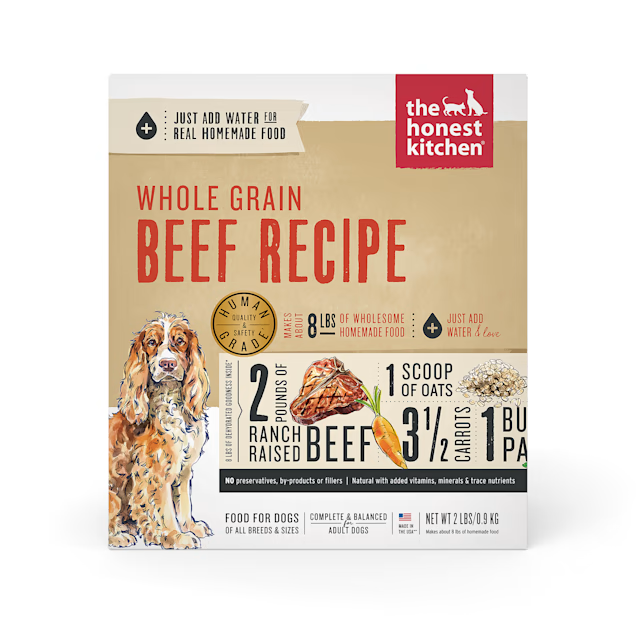 JUST ADD WATER FOR
REAL HOMEMADE FOOD
the
honest
kitchen®
WHOLE GRAIN
BEEF RECIPE
HUMAN
QUALITY
& SAFETY
GRADE
MAKES
ABOUT
8 LBS
OF WHOLESOME
HOMEMADE FOOD
JUST ADD
WATER & love
8 LBS OF DEHYDRATED GOODNESS INSIDE*
2
POUNDS OF
RANCH
RAISED
BEEF
1 SCOOP
OF OATS
3 1/2
CARROTS
1 BU
PA
NO preservatives, by-products or fillers | Natural with added vitamins, minerals & trace nutrients
FOOD FOR DOGS
OF ALL BREEDS & SIZES
COMPLETE & BALANCED
for
ADULT DOGS
MADE IN
THE USA**
NET WT 2 LBS/0.9 KG
Makes about 8 lbs of homemade food